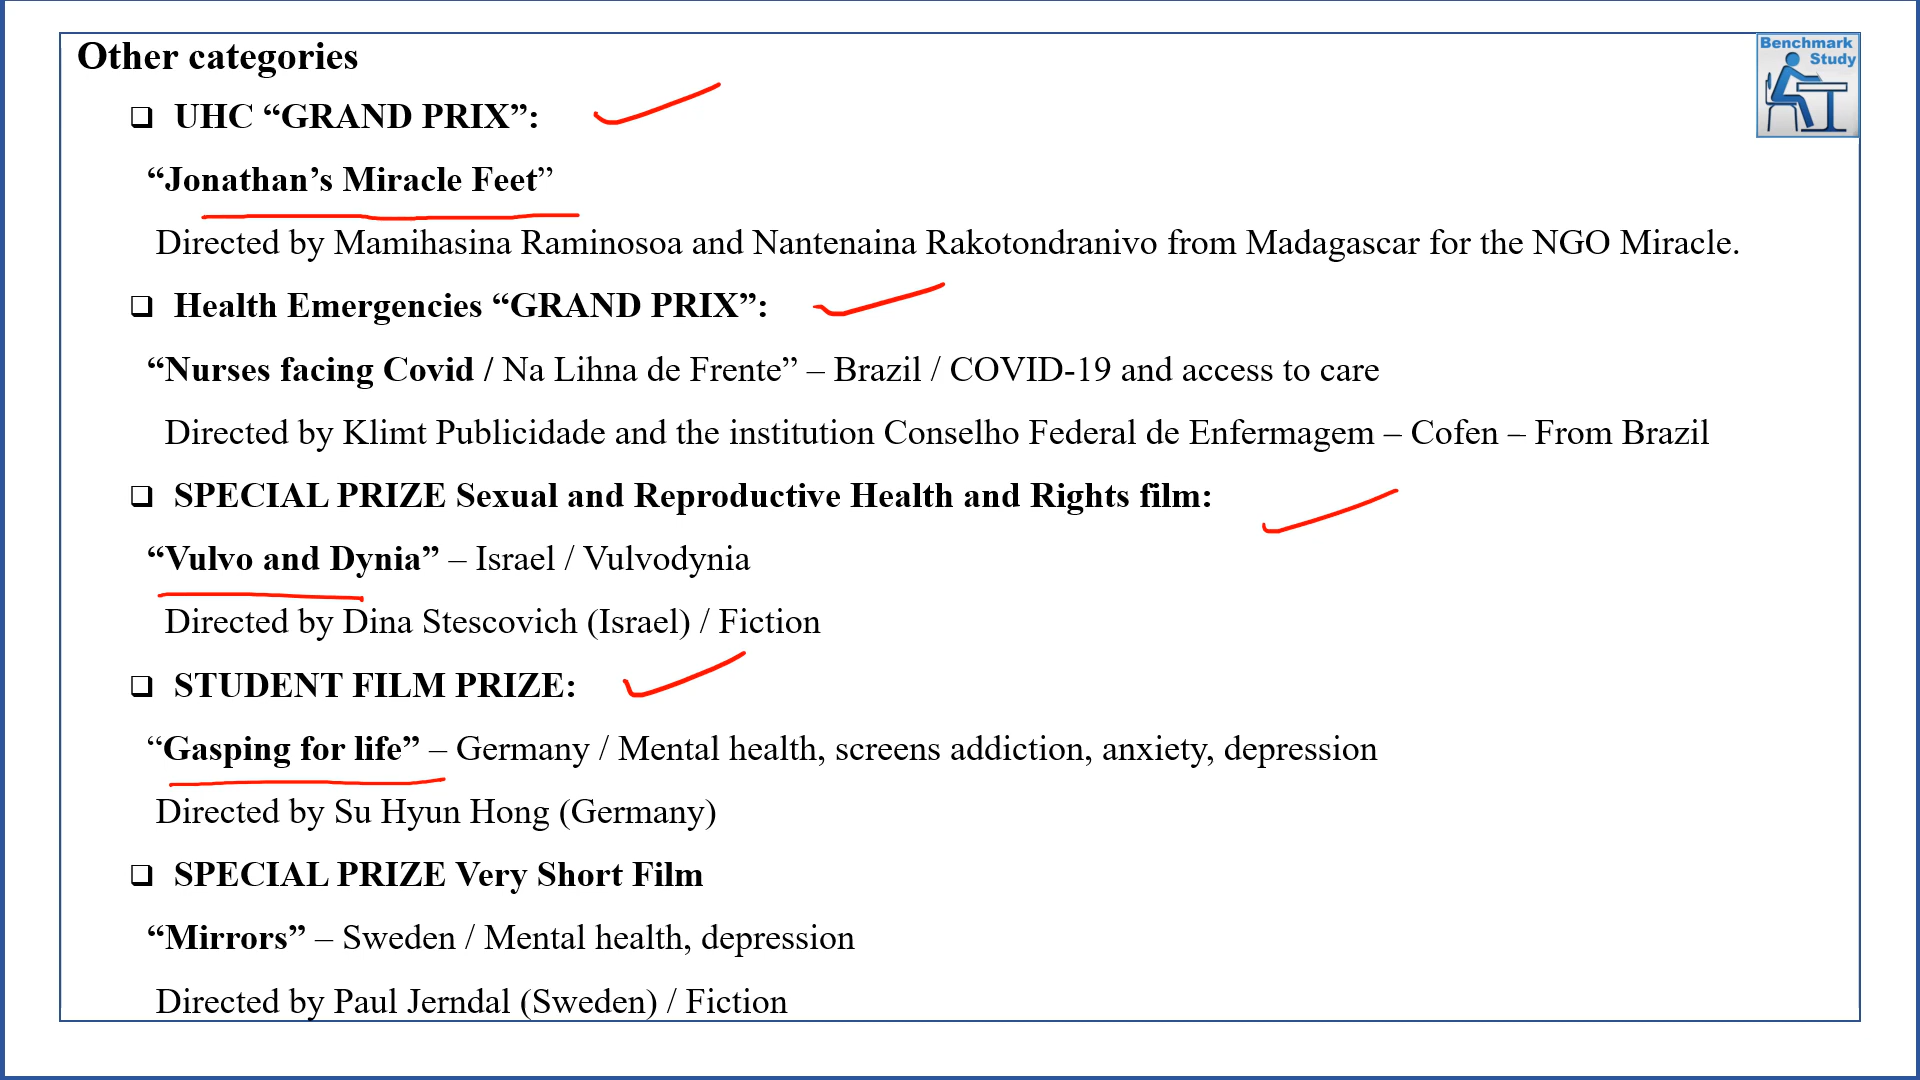 Other categories
Benchmark
Study
❑ UHC “GRAND PRIX”:
“Jonathan’s Miracle Feet”
Directed by Mamihasina Raminosoa and Nantenaina Rakotondranivo from Madagascar for the NGO Miracle.
❑ Health Emergencies “GRAND PRIX”:
“Nurses facing Covid / Na Lihna de Frente” – Brazil / COVID-19 and access to care
Directed by Klimt Publicidade and the institution Conselho Federal de Enfermagem – Cofen – From Brazil
❑ SPECIAL PRIZE Sexual and Reproductive Health and Rights film:
“Vulvo and Dynia” – Israel / Vulvodynia
Directed by Dina Stescovich (Israel) / Fiction
❑ STUDENT FILM PRIZE:
“Gasping for life” – Germany / Mental health, screens addiction, anxiety, depression
Directed by Su Hyun Hong (Germany)
❑ SPECIAL PRIZE Very Short Film
“Mirrors” – Sweden / Mental health, depression
Directed by Paul Jerndal (Sweden) / Fiction